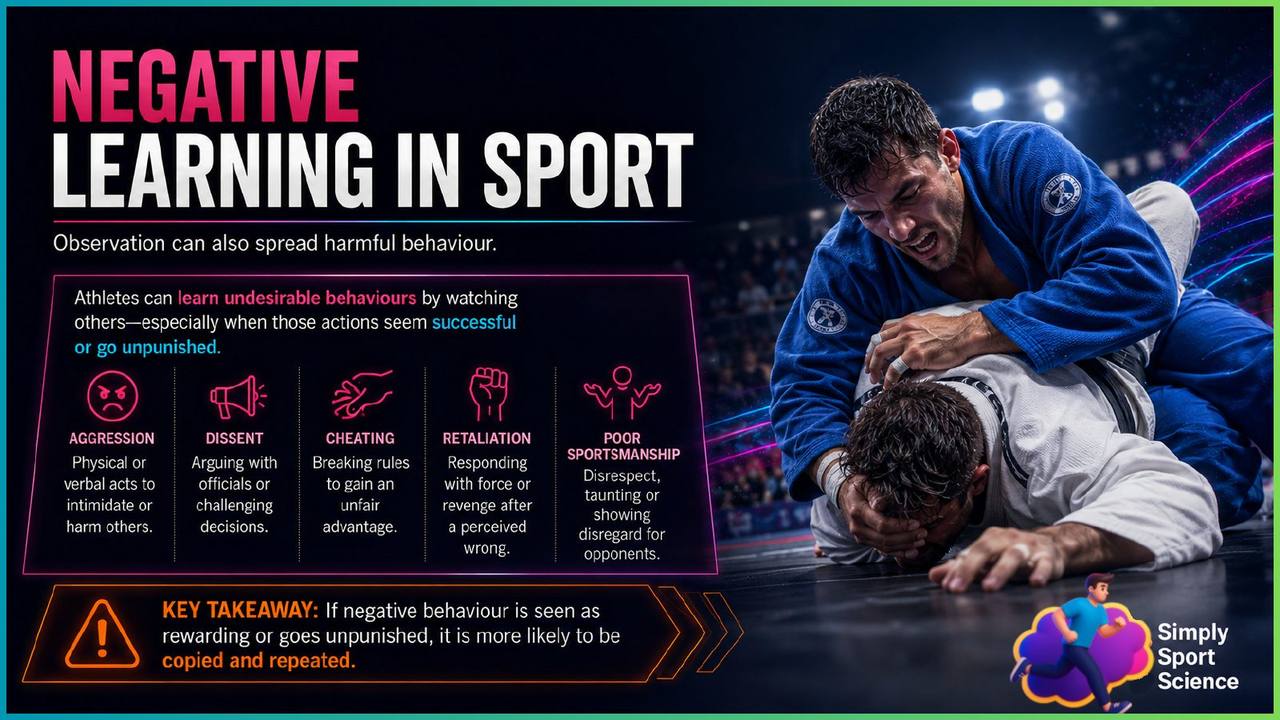 NEGATIVE
LEARNING IN SPORT
Observation can also spread harmful behaviour.
Athletes can learn undesirable behaviours by watching
others—especially when those actions seem successful
or go unpunished.
AGGRESSION
Physical or
verbal acts to
intimidate or
harm others.
DISSENT
Arguing with
officials or
challenging
decisions.
CHEATING
Breaking rules
to gain an
unfair
advantage.
RETALIATION
Responding
with force or
revenge after
a perceived
wrong.
POOR
SPORTSMANSHIP
Disrespect,
taunting or
showing
disregard for
opponents.
KEY TAKEAWAY: If negative behaviour is seen as
rewarding or goes unpunished, it is more likely to be
copied and repeated.
Simply
Sport
Science